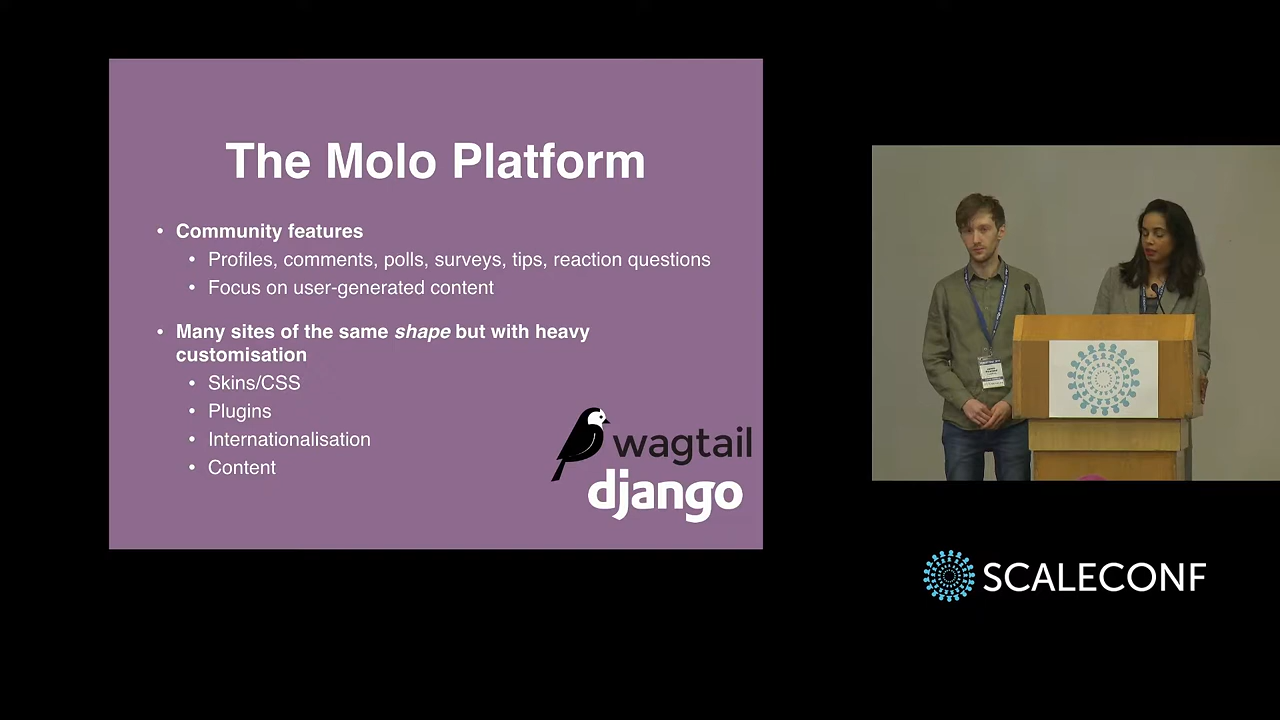 The Molo Platform
• Community features
• Profiles, comments, polls, surveys, tips, reaction questions
• Focus on user-generated content
• Many sites of the same shape but with heavy
customisation
• Skins/CSS
• Plugins
• Internationalisation
• Content
wagtail
django
SCALECONF